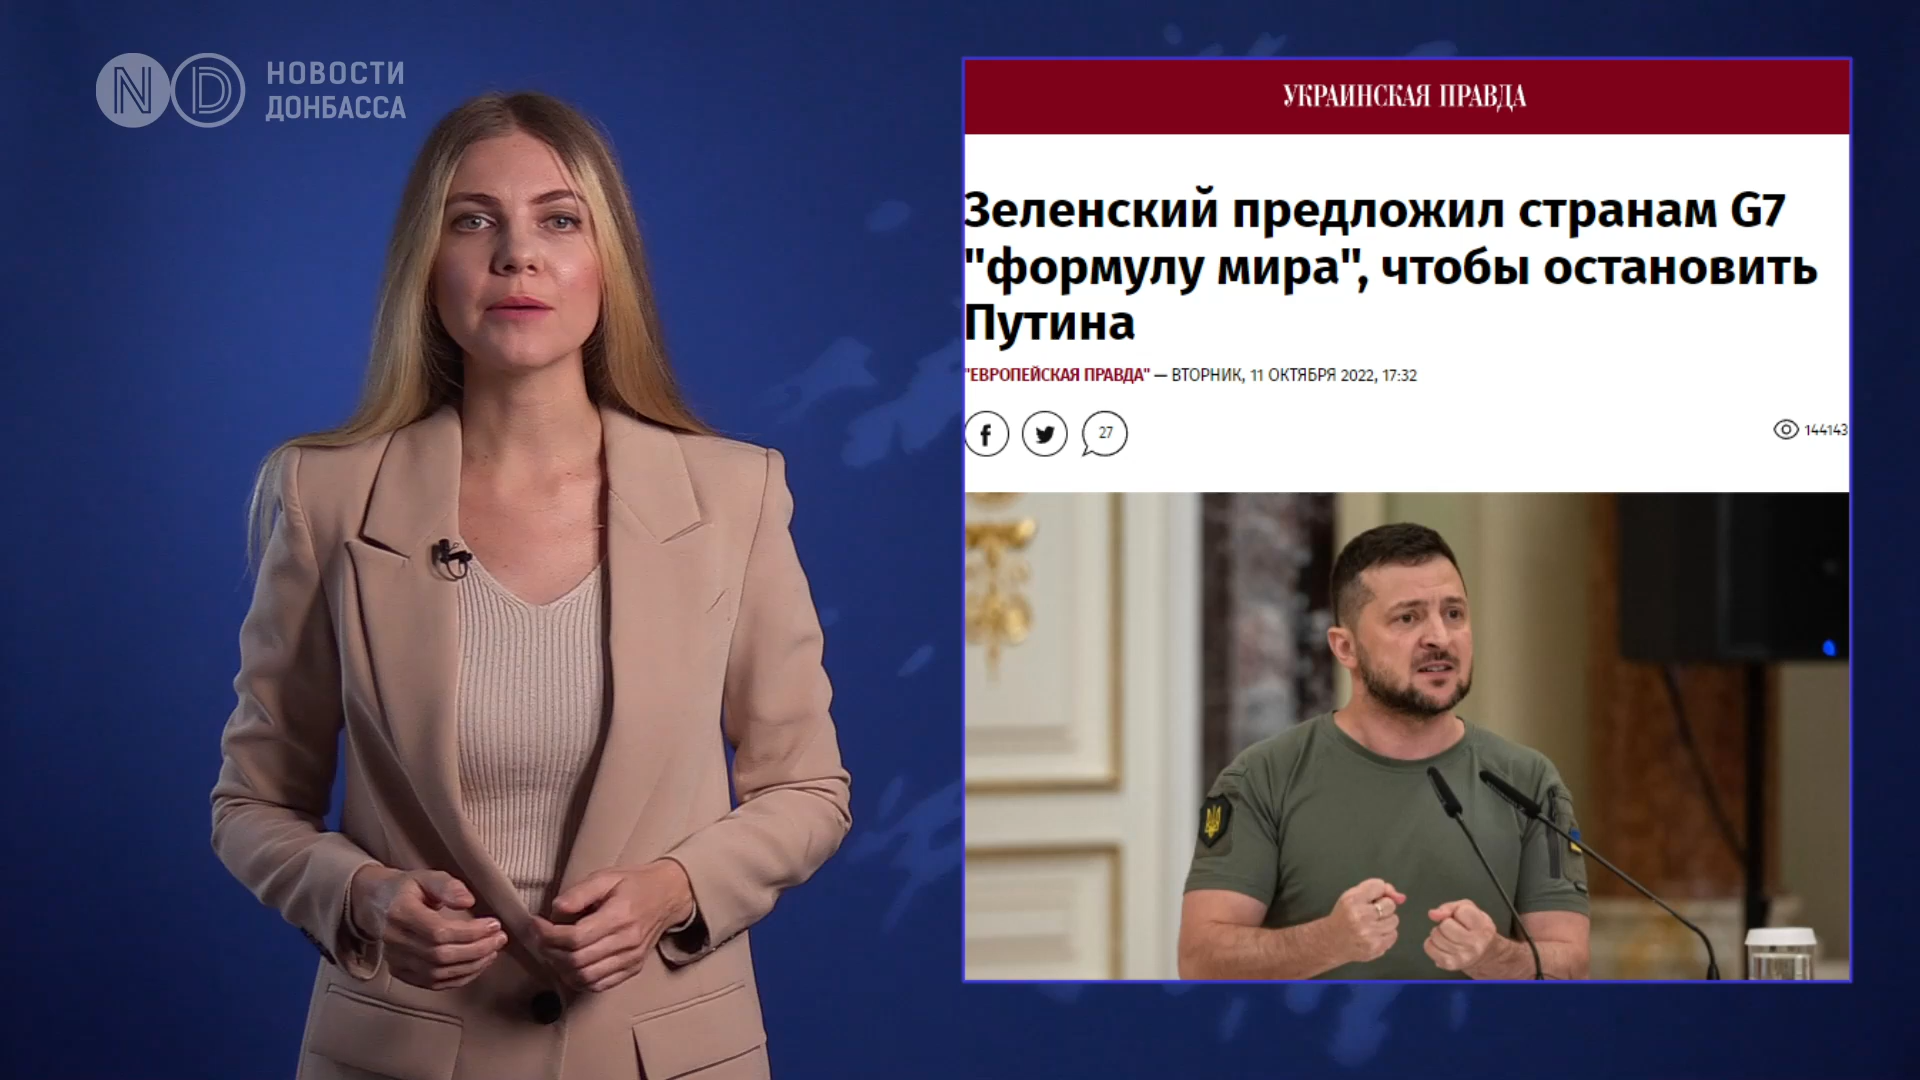 НОВОСТИ
ДОНБАССА
УКРАИНСКАЯ ПРАВДА
Зеленский предложил странам G7
"формулу мира", чтобы остановить
Путина
"ЕВРОПЕЙСКАЯ ПРАВДА" — ВТОРНИК, 11 ОКТЯБРЯ 2022, 17:32
27
144143